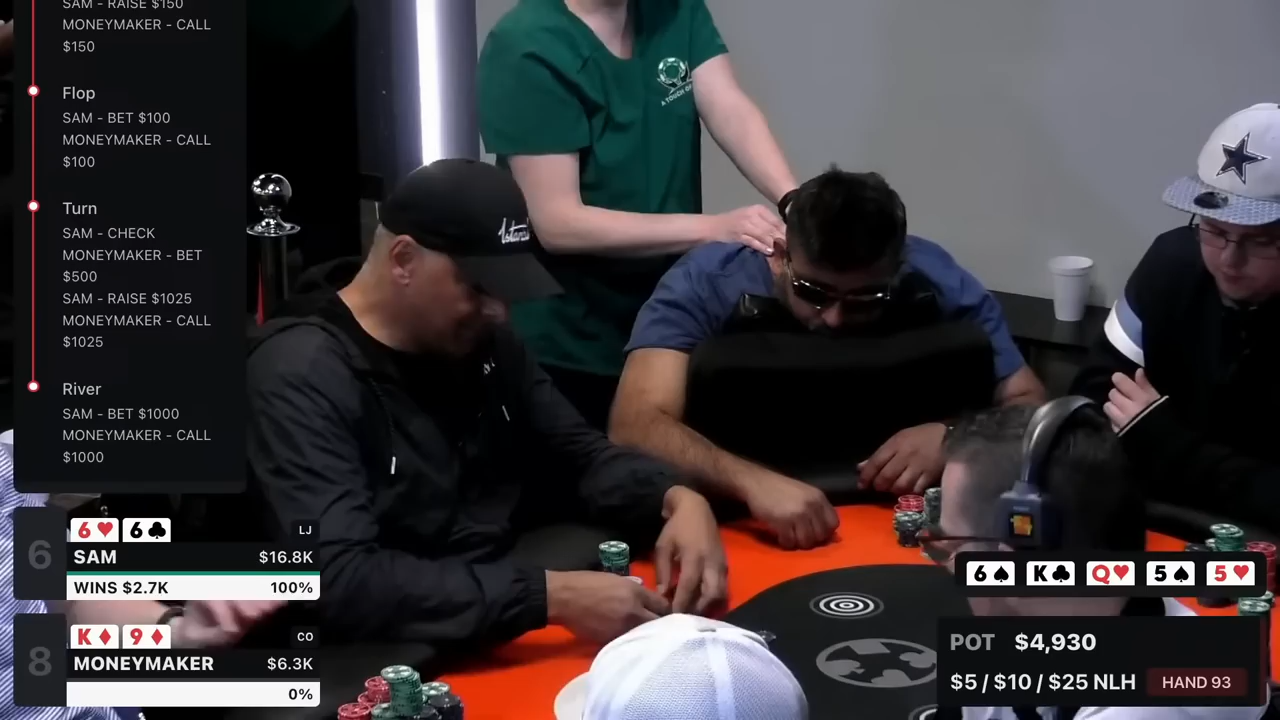 SAM - RAISE $150
MONEYMAKER - CALL
$150
Flop
SAM - BET $100
MONEYMAKER - CALL
$100
Turn
SAM - CHECK
MONEYMAKER - BET
$500
SAM - RAISE $1025
MONEYMAKER - CALL
$1025
River
SAM - BET $1000
MONEYMAKER - CALL
$1000
6
6♥ 6♣
LJ
SAM $16.8K
WINS $2.7K 100%
8
K♦ 9♦
CO
MONEYMAKER $6.3K
0%
6♠ K♣ Q♥ 5♠ 5♥
POT $4,930
$5 / $10 / $25 NLH HAND 93